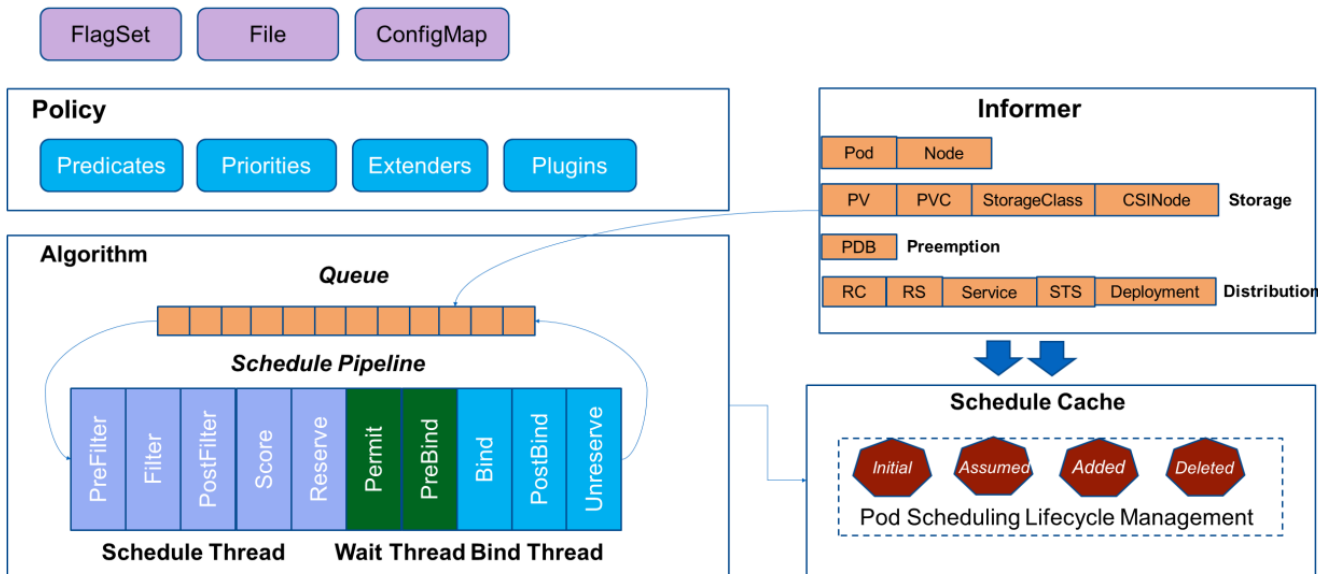 FlagSet File ConfigMap
Policy
Predicates Priorities Extenders Plugins
Informer
Pod Node
PV PVC StorageClass CSINode Storage
PDB Preemption
RC RS Service STS Deployment Distribution
Algorithm
Queue
Schedule Pipeline
PreFilter
Filter
PostFilter
Score
Reserve
Permit
PreBind
Bind
PostBind
Unreserve
Schedule Thread Wait Thread Bind Thread
Schedule Cache
Initial Assumed Added Deleted
Pod Scheduling Lifecycle Management